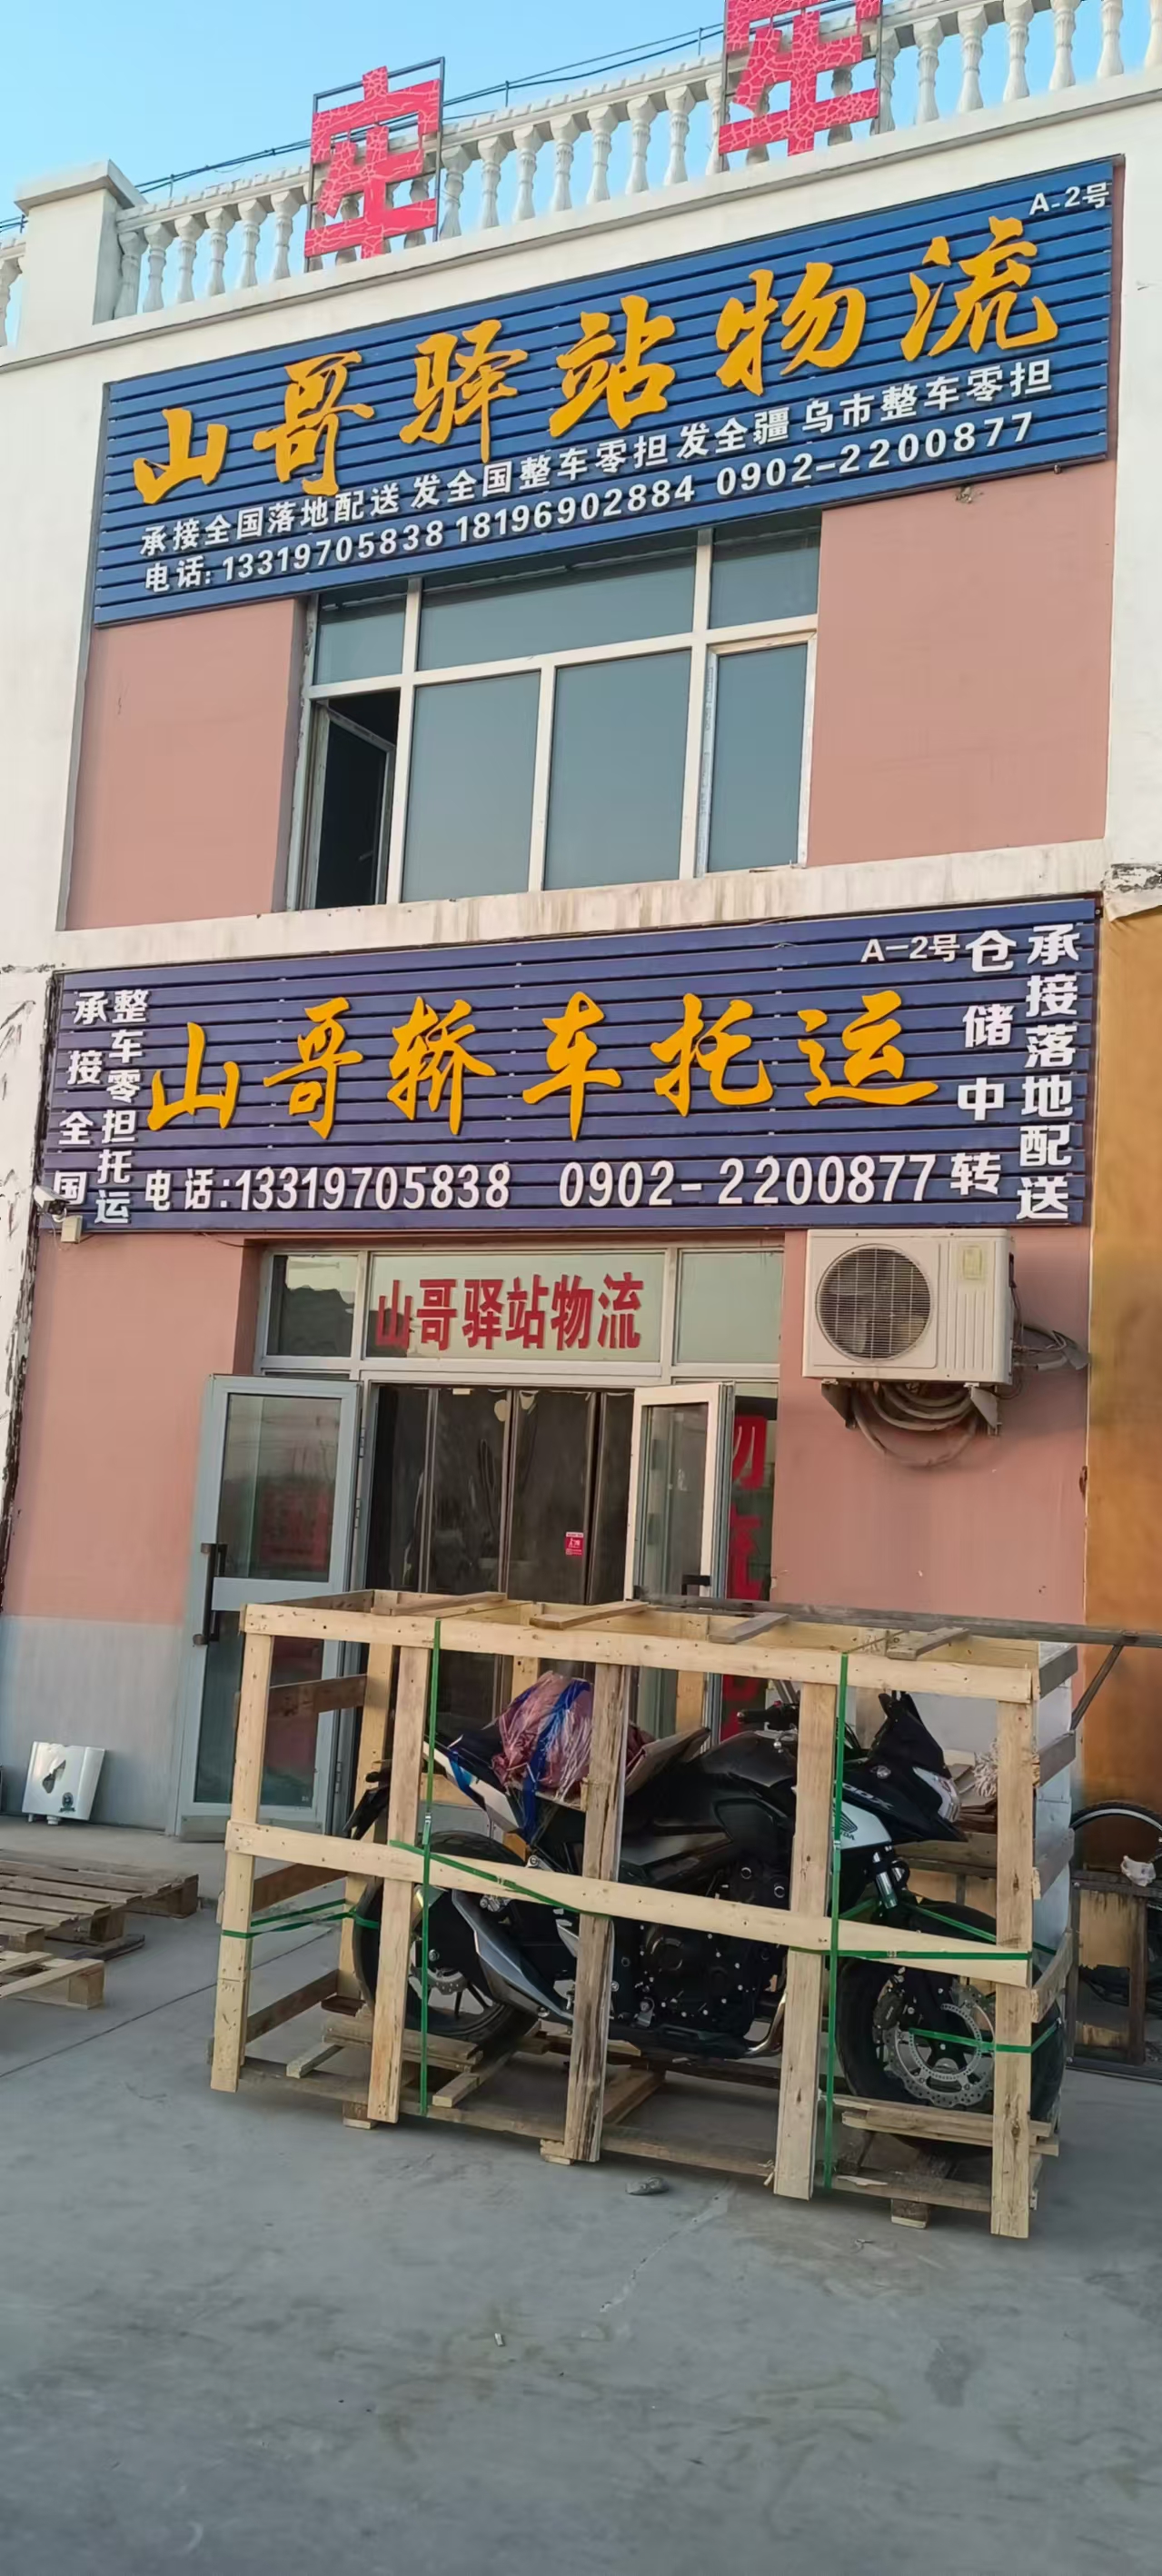 A-2号
山哥驿站物流
承接全国落地配送 发全国整车零担 发全疆 乌市整车零担
电话: 13319705838 18196902884 0902-2200877
承接全国
整车零担托运
山哥轿车托运
A-2号
仓储中转
承接落地配送
电话:13319705838 0902-2200877
山哥驿站物流
物流